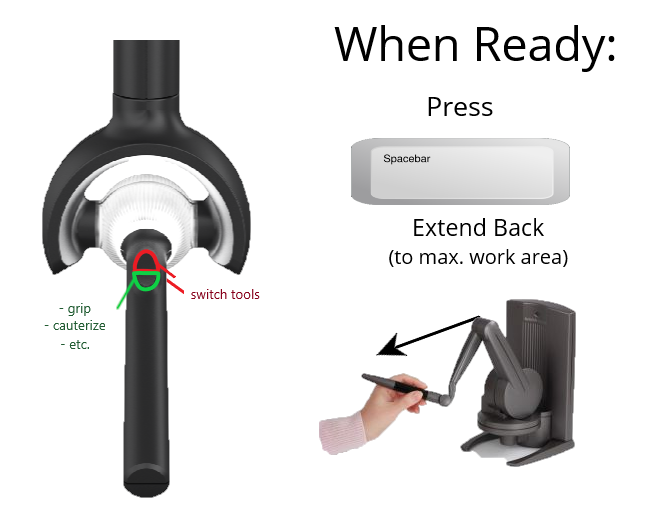 When Ready:
Press
Spacebar
Extend Back
(to max. work area)
switch tools
- grip
- cauterize
- etc.